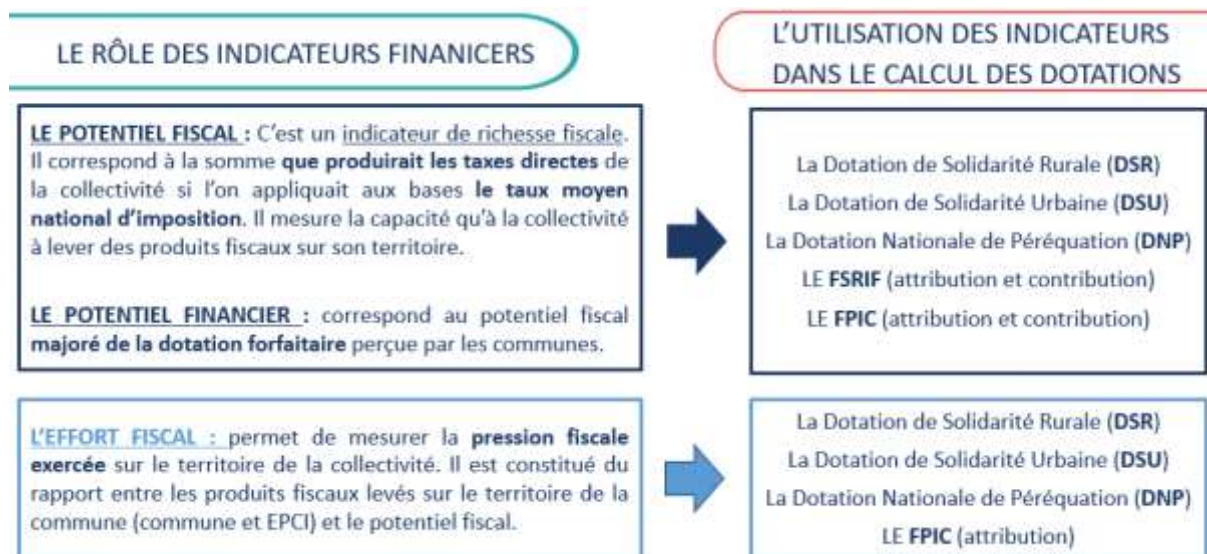 LE RÔLE DES INDICATEURS FINANICERS
L'UTILISATION DES INDICATEURS
DANS LE CALCUL DES DOTATIONS
LE POTENTIEL FISCAL : C'est un indicateur de richesse fiscale.
Il correspond à la somme que produirait les taxes directes de
la collectivité si l'on appliquait aux bases le taux moyen
national d'imposition. Il mesure la capacité qu'à la collectivité
à lever des produits fiscaux sur son territoire.
LE POTENTIEL FINANCIER : correspond au potentiel fiscal
majoré de la dotation forfaitaire perçue par les communes.
La Dotation de Solidarité Rurale (DSR)
La Dotation de Solidarité Urbaine (DSU)
La Dotation Nationale de Péréquation (DNP)
LE FSRIF (attribution et contribution)
LE FPIC (attribution et contribution)
L'EFFORT FISCAL : permet de mesurer la pression fiscale
exercée sur le territoire de la collectivité. Il est constitué du
rapport entre les produits fiscaux levés sur le territoire de la
commune (commune et EPCI) et le potentiel fiscal.
La Dotation de Solidarité Rurale (DSR)
La Dotation de Solidarité Urbaine (DSU)
La Dotation Nationale de Péréquation (DNP)
LE FPIC (attribution)